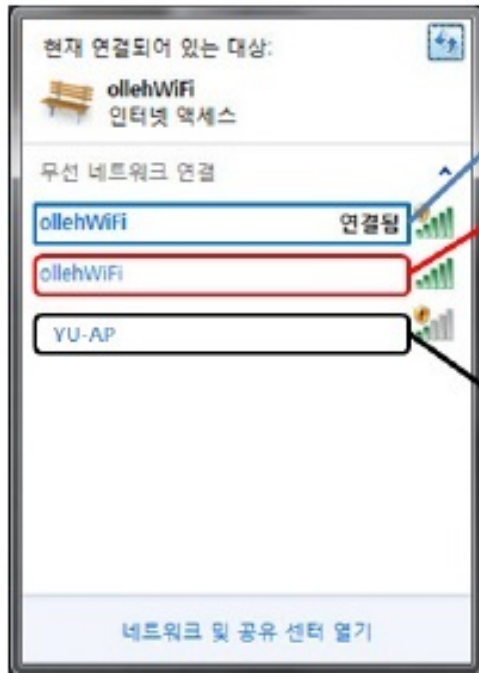 현재 연결되어 있는 대상:
ollehWiFi
인터넷 액세스
무선 네트워크 연결
ollehWiFi 연결됨
ollehWiFi
YU-AP
네트워크 및 공유 센터 열기